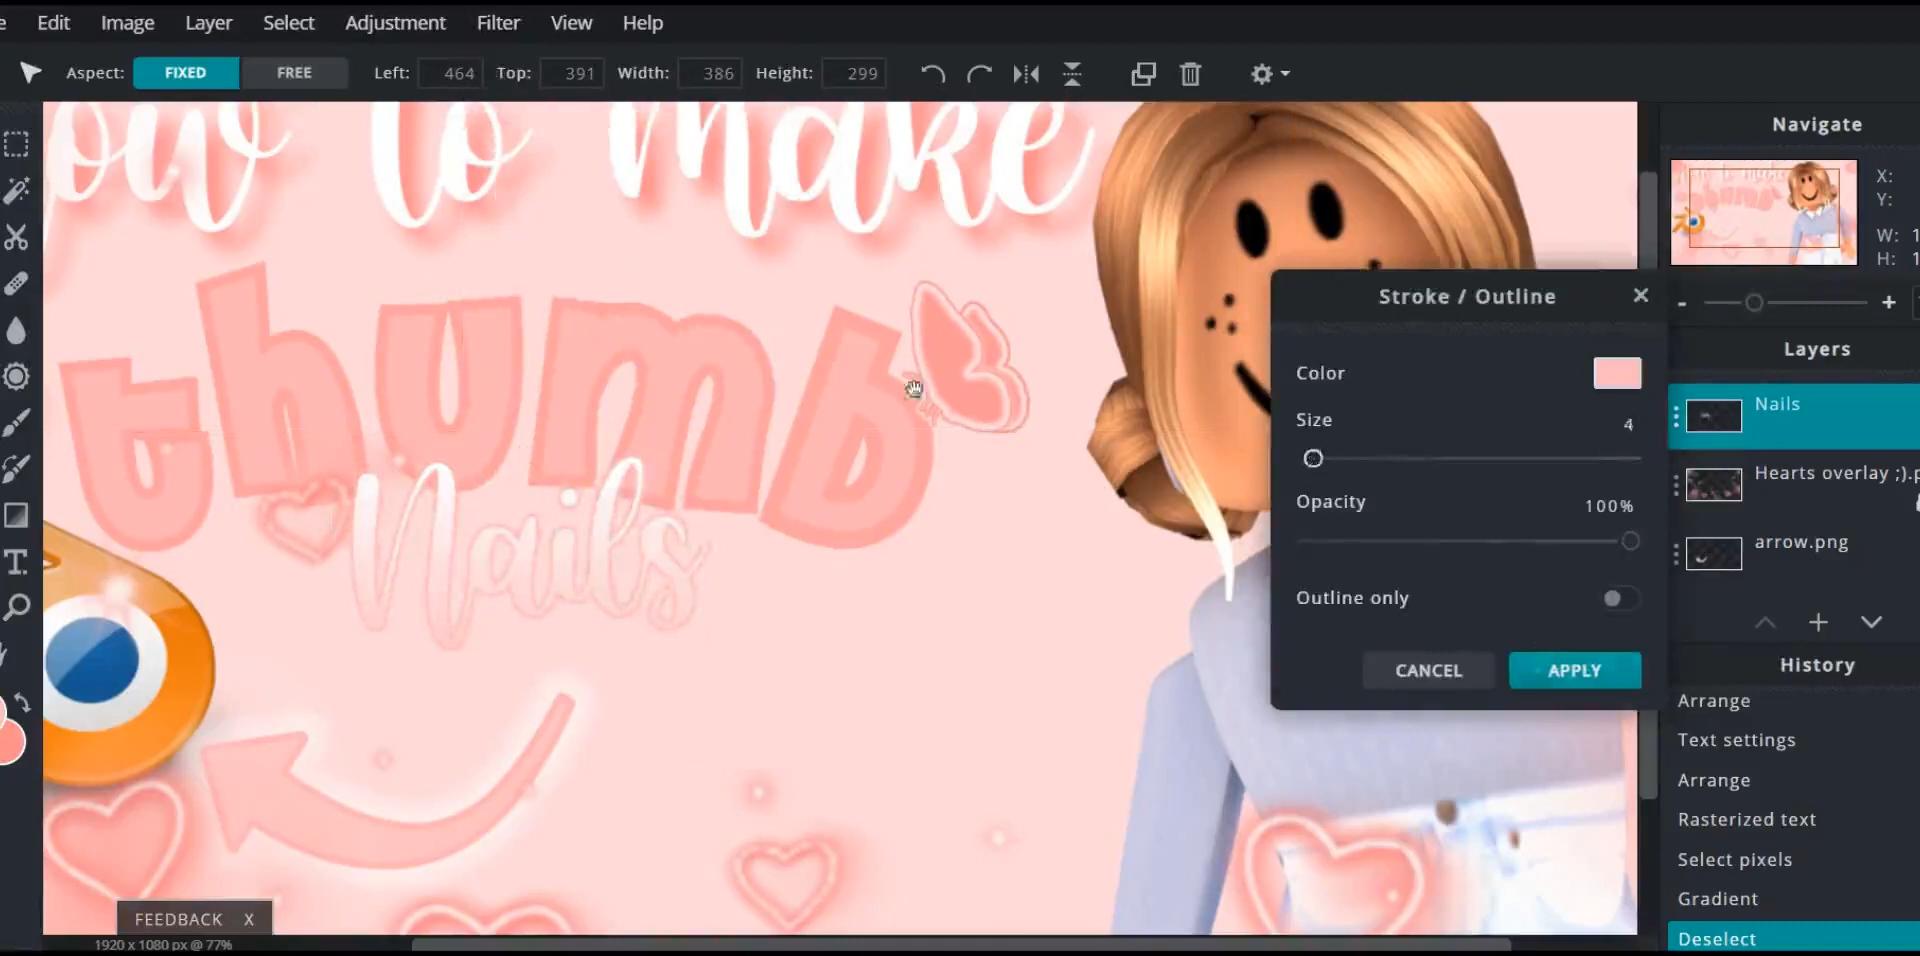 Edit Image Layer Select Adjustment Filter View Help
Aspect: FIXED FREE Left: 464 Top: 391 Width: 386 Height: 299
Navigate
X:
Y:
W: 1
H: 1
- +
ow to make
thumb
Nails
Stroke / Outline
Color
Size 4
Opacity 100%
Outline only
CANCEL APPLY
Layers
Nails
Hearts overlay ;).p
arrow.png
History
Arrange
Text settings
Arrange
Rasterized text
Select pixels
Gradient
Deselect
FEEDBACK X
1920 x 1080 px @ 77%